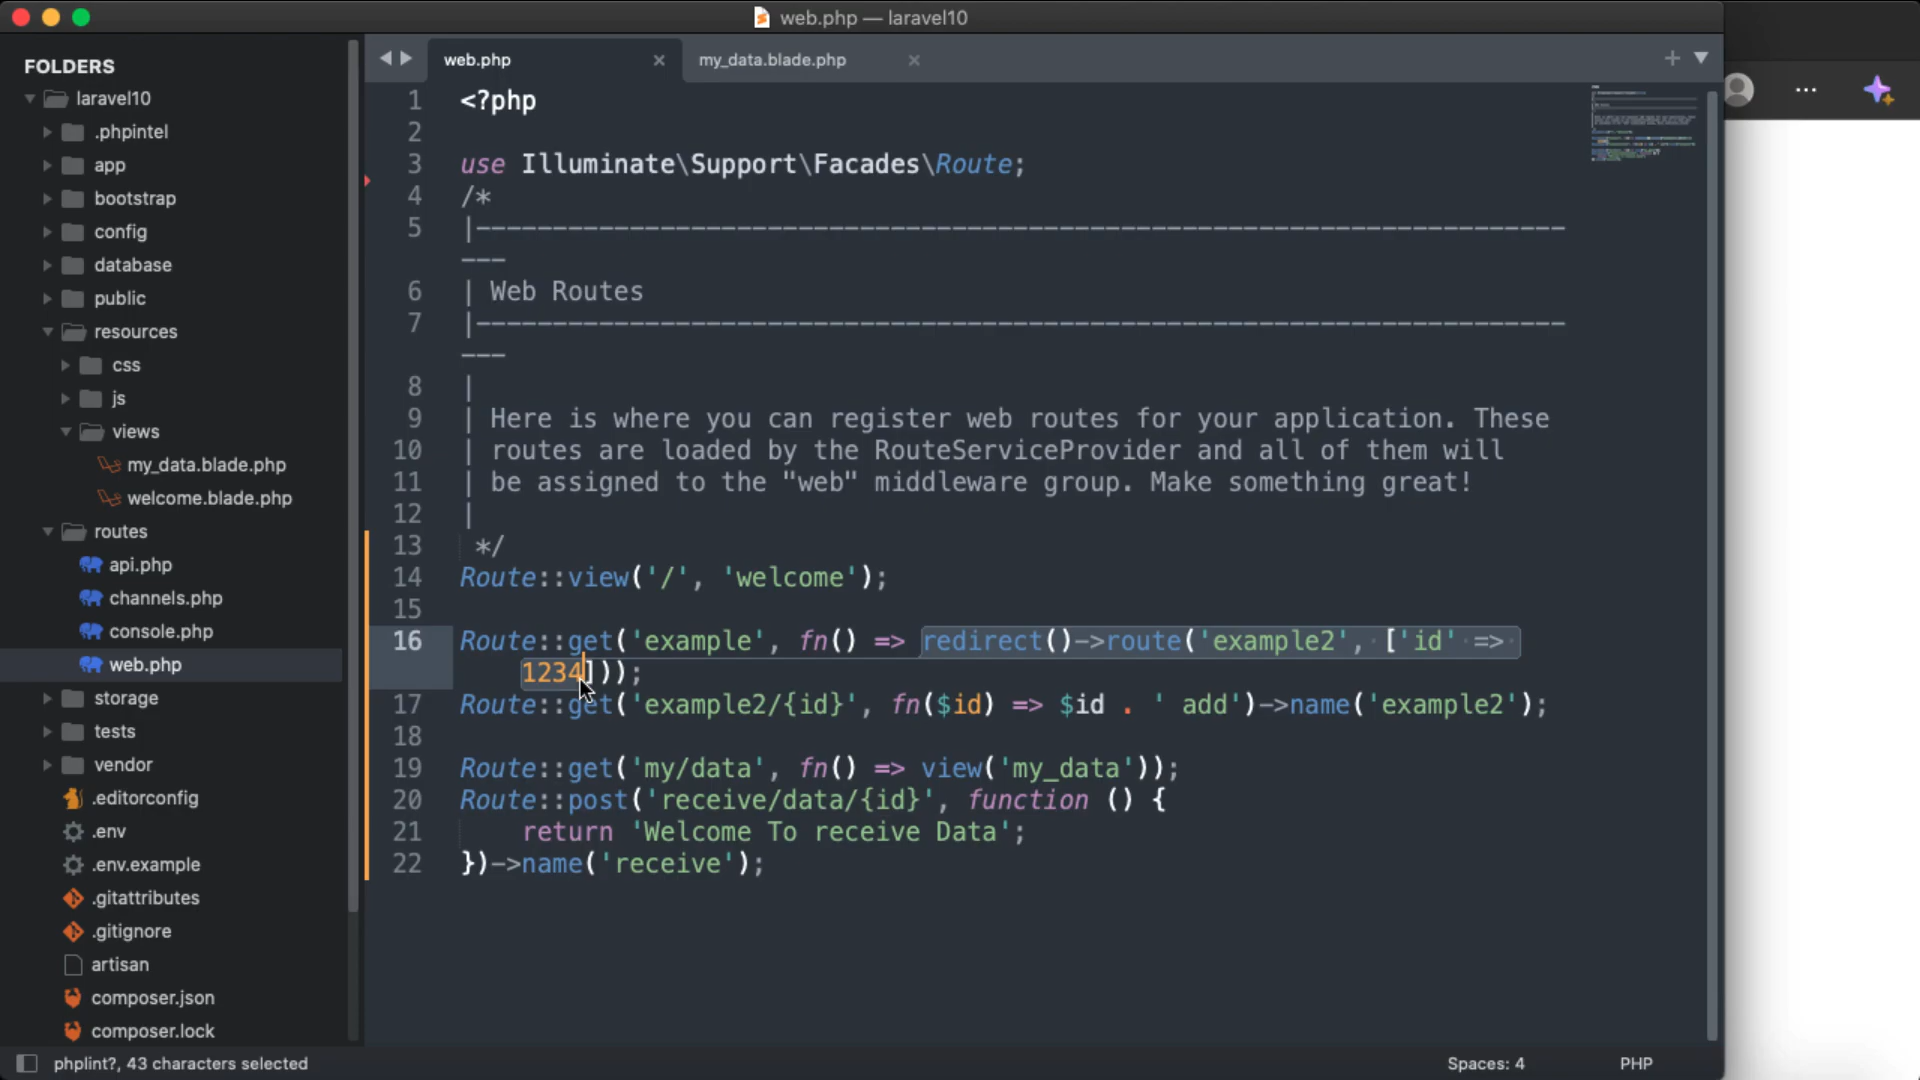 web.php — laravel10
FOLDERS
laravel10
.phpintel
app
bootstrap
config
database
public
resources
css
js
views
my_data.blade.php
welcome.blade.php
routes
api.php
channels.php
console.php
web.php
storage
tests
vendor
.editorconfig
.env
.env.example
.gitattributes
.gitignore
artisan
composer.json
composer.lock
web.php
my_data.blade.php
1 <?php
2
3 use Illuminate\Support\Facades\Route;
4 /*
5 |--------------------------------------------------------------------------
6 | Web Routes
7 |--------------------------------------------------------------------------
8 |
9 | Here is where you can register web routes for your application. These
10 | routes are loaded by the RouteServiceProvider and all of them will
11 | be assigned to the "web" middleware group. Make something great!
12 |
13 */
14 Route::view('/', 'welcome');
15
16 Route::get('example', fn() => redirect()->route('example2', ['id' =>
1234]));
17 Route::get('example2/{id}', fn($id) => $id . ' add')->name('example2');
18
19 Route::get('my/data', fn() => view('my_data'));
20 Route::post('receive/data/{id}', function () {
21 return 'Welcome To receive Data';
22 })->name('receive');
phplint?, 43 characters selected
Spaces: 4
PHP